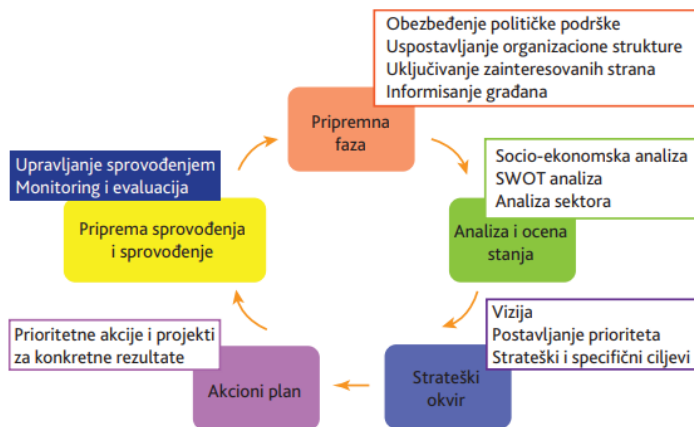 Obezbeđenje političke podrške
Uspostavljanje organizacione strukture
Uključivanje zainteresovanih strana
Informisanje građana
Pripremna
faza
Socio-ekonomska analiza
SWOT analiza
Analiza sektora
Analiza i ocena
stanja
Vizija
Postavljanje prioriteta
Strateški i specifični ciljevi
Strateški
okvir
Akcioni plan
Prioritetne akcije i projekti
za konkretne rezultate
Priprema sprovođenja
i sprovođenje
Upravljanje sprovođenjem
Monitoring i evaluacija